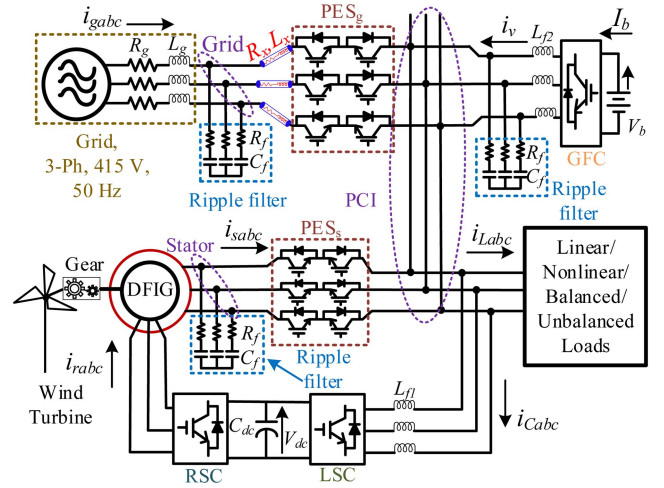 i_gabc
R_g
L_g
Grid
R_x, L_x
PES_g
i_v
L_f2
I_b
V_b
GFC
R_f
C_f
Ripple
filter
Grid,
3-Ph, 415 V,
50 Hz
R_f
C_f
Ripple filter
PCI
i_sabc
PES_s
Stator
i_Labc
Linear/
Nonlinear/
Balanced/
Unbalanced
Loads
Gear
DFIG
R_f
C_f
Ripple
filter
i_rabc
Wind
Turbine
L_f1
i_Cabc
C_dc
V_dc
RSC
LSC